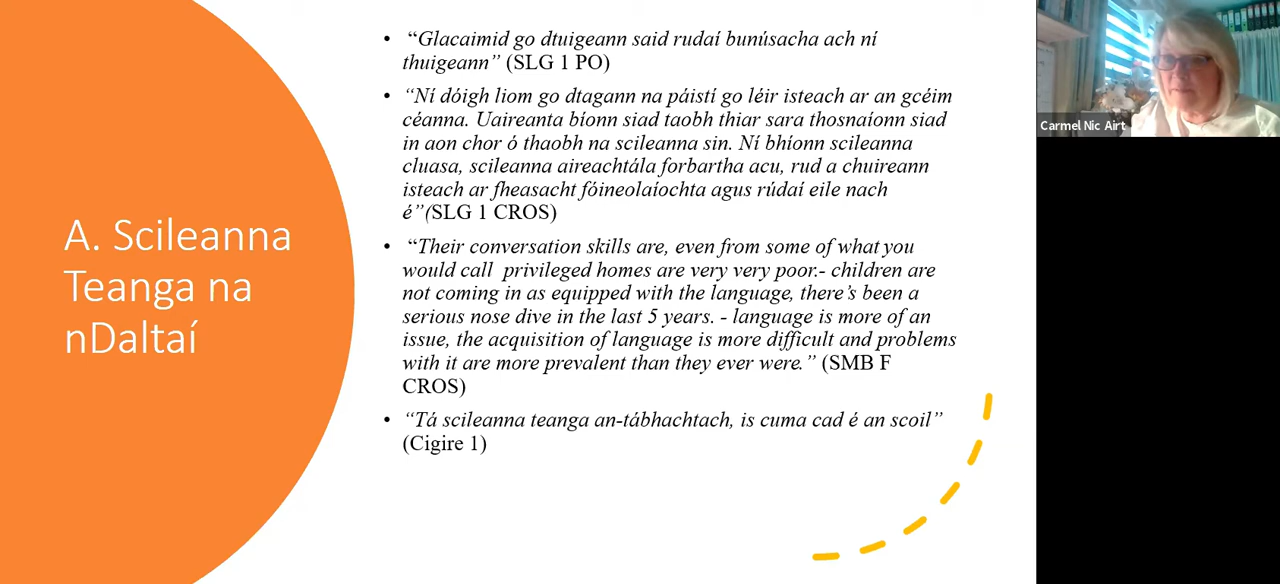 A. Scileanna
Teanga na
nDaltaí
• “Glacaimid go dtuigeann said rudaí bunúsacha ach ní
thuigeann” (SLG 1 PO)
• “Ní dóigh liom go dtagann na páistí go léir isteach ar an gcéim
céanna. Uaireanta bíonn siad taobh thiar sara thosnaíonn siad
in aon chor ó thaobh na scileanna sin. Ní bhíonn scileanna
cluasa, scileanna aireachtála forbartha acu, rud a chuireann
isteach ar fheasacht fóineolaíochta agus rúdaí eile nach
é”(SLG 1 CROS)
• “Their conversation skills are, even from some of what you
would call privileged homes are very very poor.- children are
not coming in as equipped with the language, there’s been a
serious nose dive in the last 5 years. - language is more of an
issue, the acquisition of language is more difficult and problems
with it are more prevalent than they ever were.” (SMB F
CROS)
• “Tá scileanna teanga an-tábhachtach, is cuma cad é an scoil”
(Cigire 1)
Carmel Nic Airt